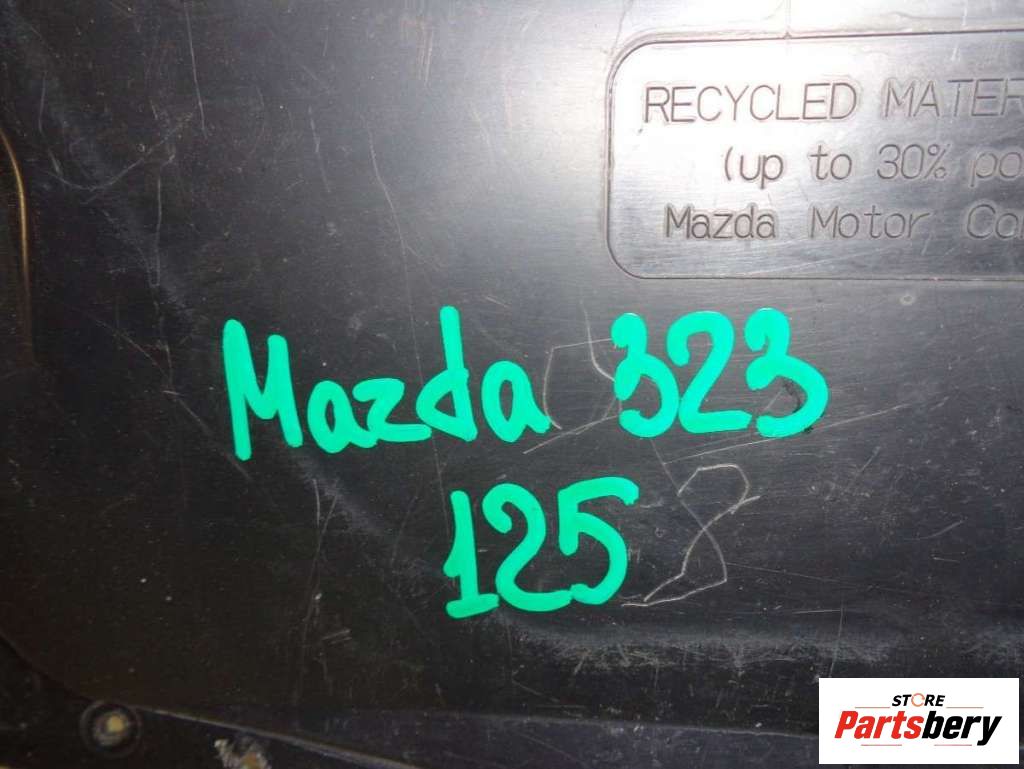 RECYCLED MATER
(up to 30% po
Mazda Motor Co
Mazda 323
125
STORE
Partsbery